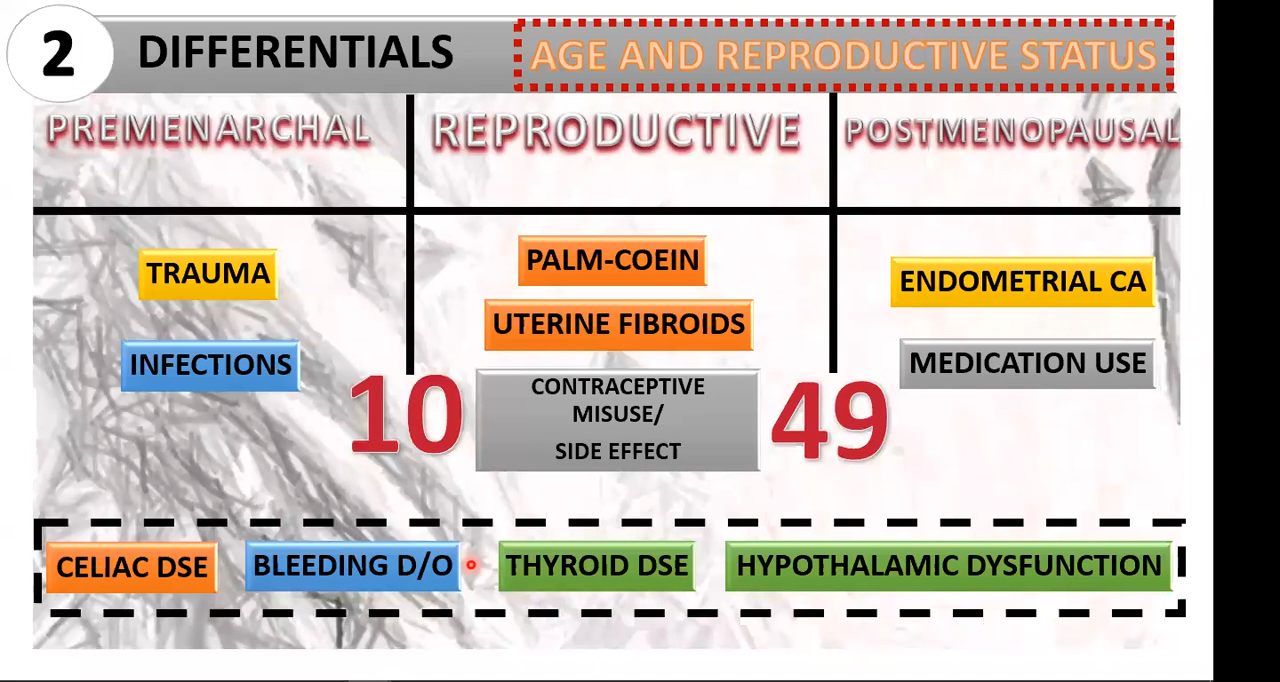 2
DIFFERENTIALS
AGE AND REPRODUCTIVE STATUS
PREMENARCHAL
REPRODUCTIVE
POSTMENOPAUSAL
TRAUMA
INFECTIONS
10
PALM-COEIN
UTERINE FIBROIDS
CONTRACEPTIVE
MISUSE/
SIDE EFFECT
49
ENDOMETRIAL CA
MEDICATION USE
CELIAC DSE
BLEEDING D/O
THYROID DSE
HYPOTHALAMIC DYSFUNCTION